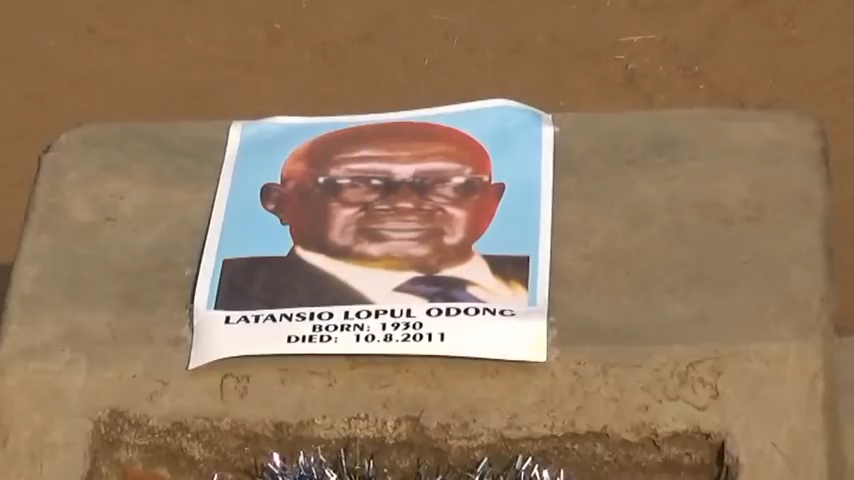 LATANSIO LOPUL ODONG
BORN: 1930
DIED: 10.8.2011